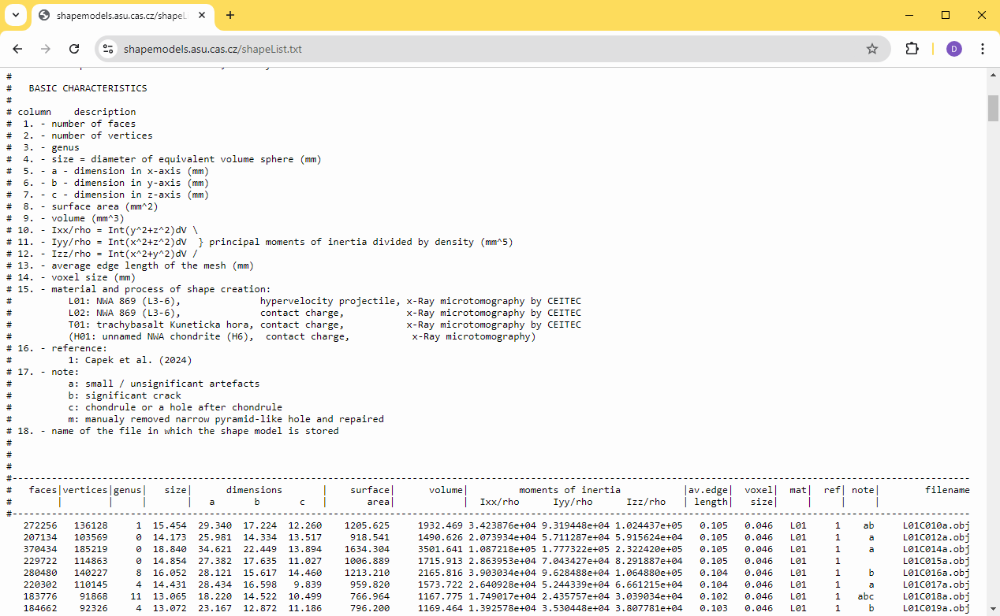 shapemodels.asu.cas.cz/shapeL
shapemodels.asu.cas.cz/shapeList.txt
D
#
#   BASIC CHARACTERISTICS
#
# column    description
#  1. - number of faces
#  2. - number of vertices
#  3. - genus
#  4. - size = diameter of equivalent volume sphere (mm)
#  5. - a - dimension in x-axis (mm)
#  6. - b - dimension in y-axis (mm)
#  7. - c - dimension in z-axis (mm)
#  8. - surface area (mm^2)
#  9. - volume (mm^3)
# 10. - Ixx/rho = Int(y^2+z^2)dV \
# 11. - Iyy/rho = Int(x^2+z^2)dV  } principal moments of inertia divided by density (mm^5)
# 12. - Izz/rho = Int(x^2+y^2)dV /
# 13. - average edge length of the mesh (mm)
# 14. - voxel size (mm)
# 15. - material and process of shape creation:
#          L01: NWA 869 (L3-6),              hypervelocity projectile, x-Ray microtomography by CEITEC
#          L02: NWA 869 (L3-6),              contact charge,           x-Ray microtomography by CEITEC
#          T01: trachybasalt Kuneticka hora, contact charge,           x-Ray microtomography by CEITEC
#          (H01: unnamed NWA chondrite (H6),  contact charge,           x-Ray microtomography)
# 16. - reference:
#          1: Capek et al. (2024)
# 17. - note:
#          a: small / unsignificant artefacts
#          b: significant crack
#          c: chondrule or a hole after chondrule
#          m: manualy removed narrow pyramid-like hole and repaired
# 18. - name of the file in which the shape model is stored
#
#
#
#--------------------------------------------------------------------------------------------------------------------------------------------------------------------------
#   faces|vertices|genus|   size|      dimensions       |    surface|      volume|         moments of inertia           |av.edge|  voxel|  mat|  ref| note|        filename
#        |        |     |       |   a       b       c   |       area|            |  Ixx/rho      Iyy/rho      Izz/rho   | length|   size|     |     |     |
#--------------------------------------------------------------------------------------------------------------------------------------------------------------------------
272256 136128 1 15.454 29.340 17.224 12.260 1205.625 1932.469 3.423876e+04 9.319448e+04 1.024437e+05 0.105 0.046 L01 1 ab L01C010a.obj
207134 103569 0 14.173 25.981 14.334 13.517 918.541 1490.626 2.073934e+04 5.711287e+04 5.915624e+04 0.105 0.046 L01 1 a L01C012a.obj
370434 185219 0 18.840 34.621 22.449 13.894 1634.304 3501.641 1.087218e+05 1.777322e+05 2.322420e+05 0.105 0.046 L01 1 a L01C014a.obj
229722 114863 0 14.854 27.382 17.635 11.027 1006.889 1715.913 2.863953e+04 7.043427e+04 8.291887e+04 0.105 0.046 L01 1 L01C015a.obj
280480 140227 8 16.052 28.121 15.617 14.460 1213.210 2165.816 3.903034e+04 9.628488e+04 1.064880e+05 0.104 0.046 L01 1 b L01C016a.obj
220302 110145 4 14.431 28.434 16.598 9.839 959.820 1573.722 2.640928e+04 5.244339e+04 6.661215e+04 0.104 0.046 L01 1 a L01C017a.obj
183776 91868 11 13.065 18.220 14.522 10.499 766.964 1167.775 1.749017e+04 2.435757e+04 3.039034e+04 0.102 0.046 L01 1 abc L01C018a.obj
184662 92326 4 13.072 23.167 12.872 11.186 796.200 1169.464 1.392578e+04 3.530448e+04 3.807781e+04 0.103 0.046 L01 1 b L01C019a.obj